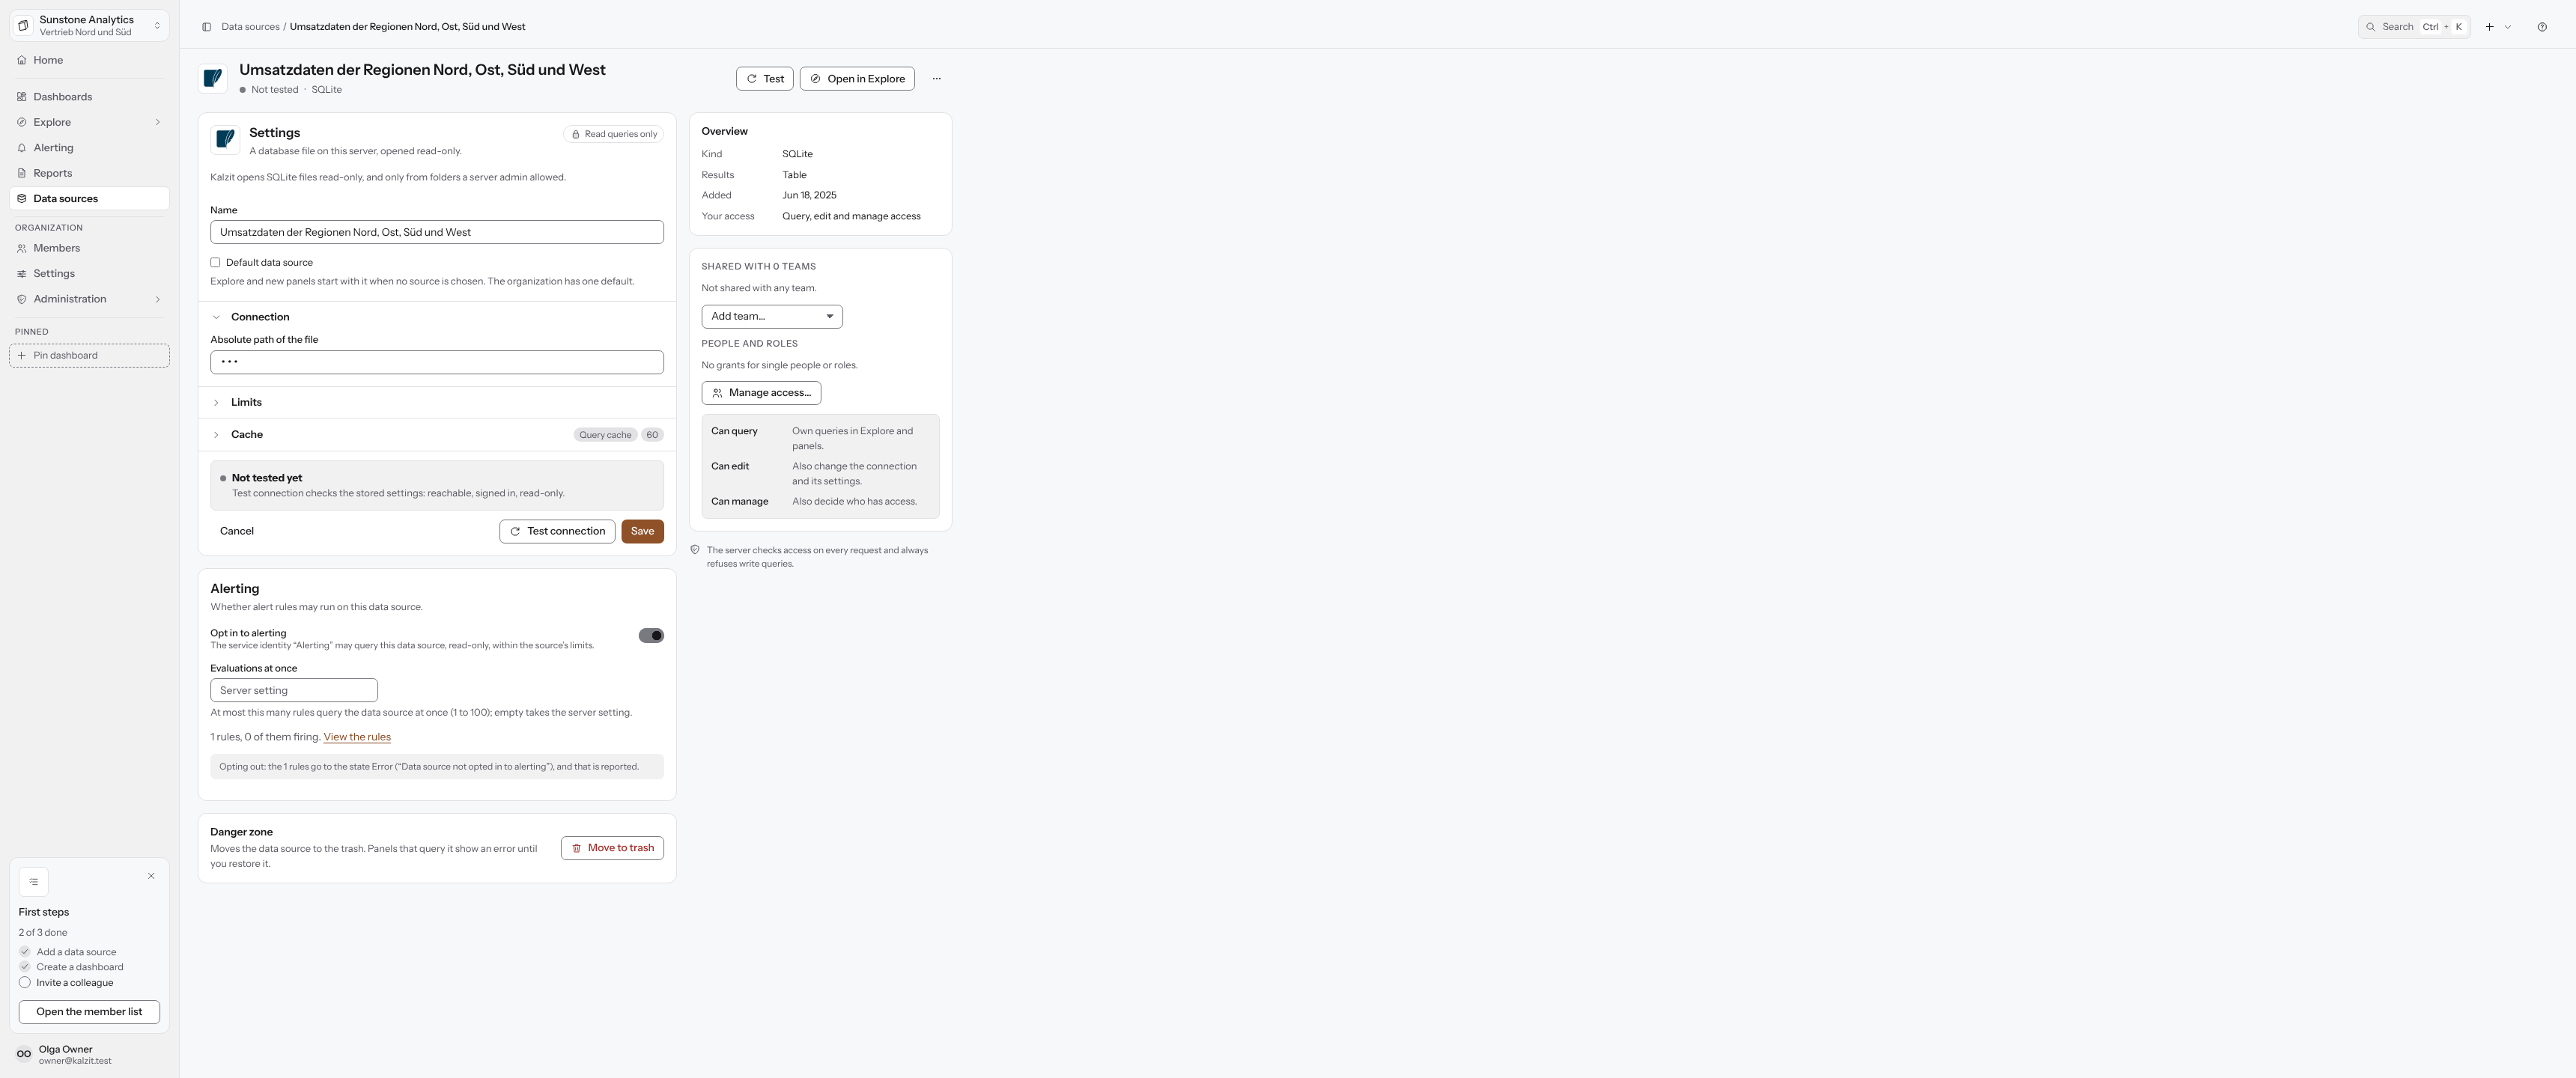 Sunstone Analytics
Vertrieb Nord und Süd
Home
Dashboards
Explore
Alerting
Reports
Data sources
ORGANIZATION
Members
Settings
Administration
PINNED
Pin dashboard
First steps
2 of 3 done
Add a data source
Create a dashboard
Invite a colleague
Open the member list
OO
Olga Owner
owner@kalzit.test
Data sources / Umsatzdaten der Regionen Nord, Ost, Süd und West
Search Ctrl + K
Umsatzdaten der Regionen Nord, Ost, Süd und West
Not tested · SQLite
Test
Open in Explore
Settings
A database file on this server, opened read-only.
Read queries only
Kalzit opens SQLite files read-only, and only from folders a server admin allowed.
Name
Umsatzdaten der Regionen Nord, Ost, Süd und West
Default data source
Explore and new panels start with it when no source is chosen. The organization has one default.
Connection
Absolute path of the file
•••
Limits
Cache
Query cache 60
Not tested yet
Test connection checks the stored settings: reachable, signed in, read-only.
Cancel
Test connection
Save
Alerting
Whether alert rules may run on this data source.
Opt in to alerting
The service identity “Alerting” may query this data source, read-only, within the source's limits.
Evaluations at once
Server setting
At most this many rules query the data source at once (1 to 100); empty takes the server setting.
1 rules, 0 of them firing. View the rules
Opting out: the 1 rules go to the state Error (“Data source not opted in to alerting”), and that is reported.
Danger zone
Moves the data source to the trash. Panels that query it show an error until
you restore it.
Move to trash
Overview
Kind SQLite
Results Table
Added Jun 18, 2025
Your access Query, edit and manage access
SHARED WITH 0 TEAMS
Not shared with any team.
Add team...
PEOPLE AND ROLES
No grants for single people or roles.
Manage access...
Can query Own queries in Explore and
panels.
Can edit Also change the connection
and its settings.
Can manage Also decide who has access.
The server checks access on every request and always
refuses write queries.